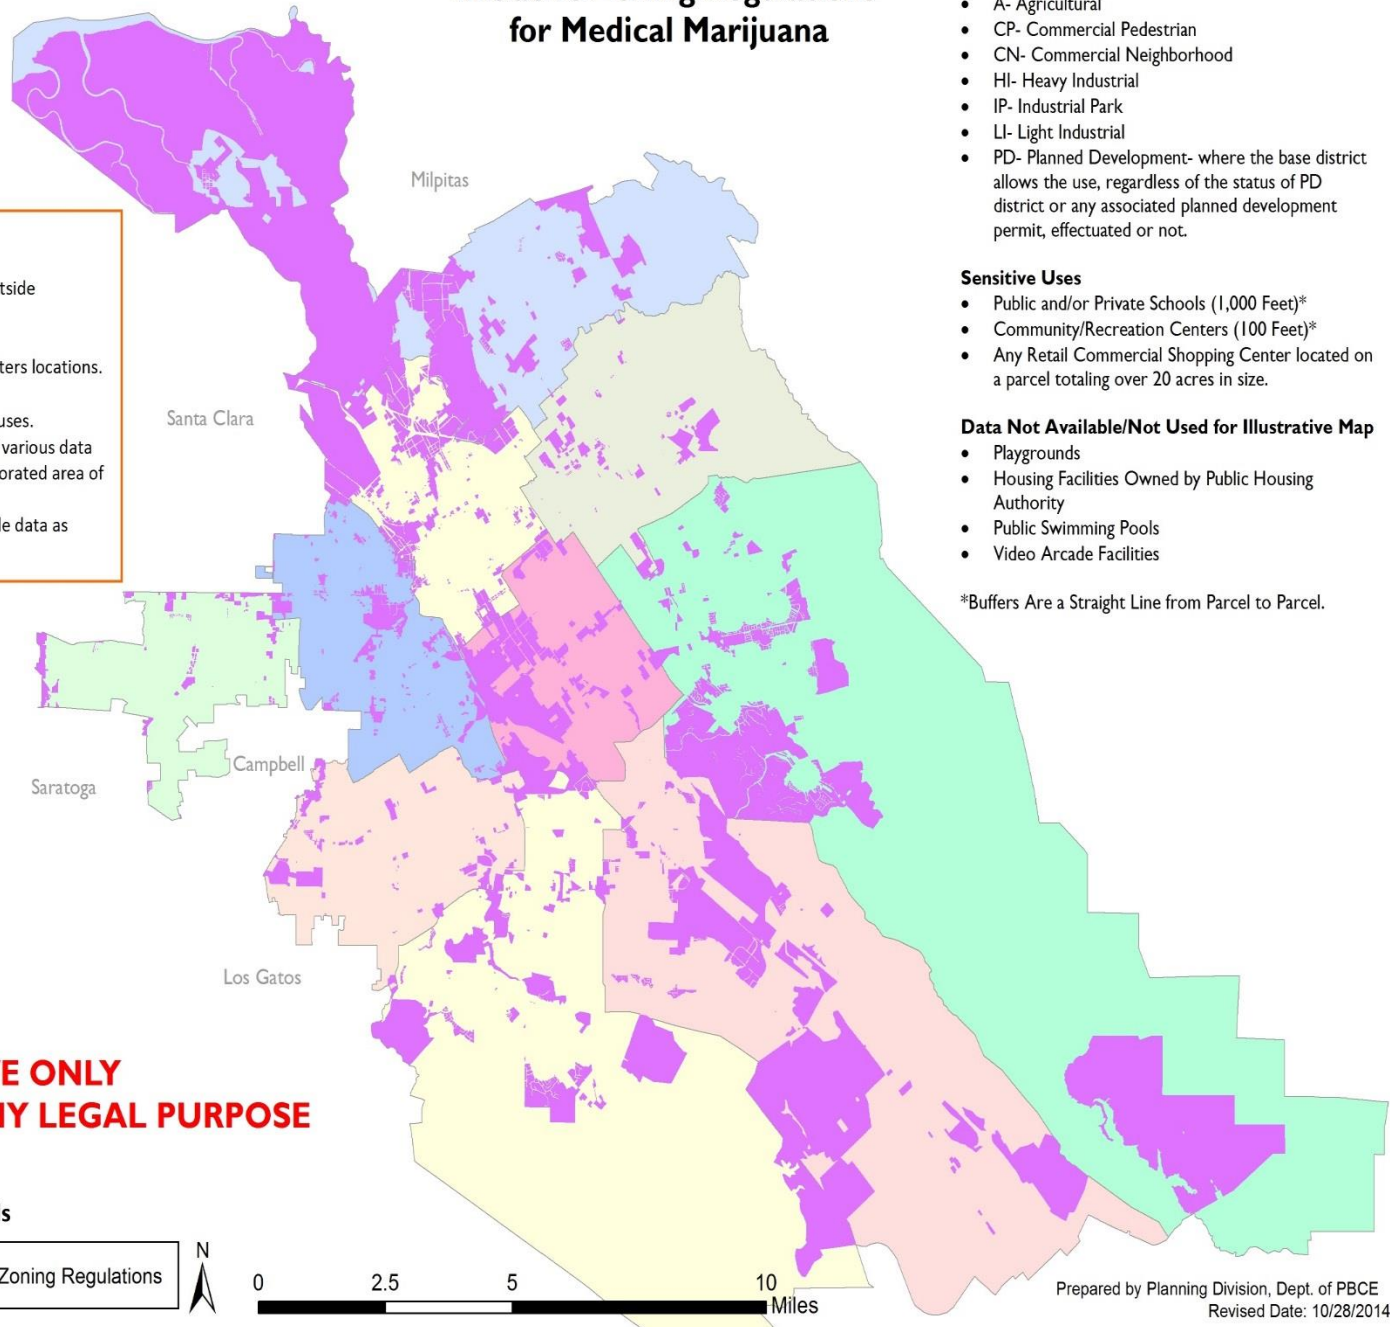 for Medical Marijuana
• A- Agricultural
• CP- Commercial Pedestrian
• CN- Commercial Neighborhood
• HI- Heavy Industrial
• IP- Industrial Park
• LI- Light Industrial
• PD- Planned Development- where the base district
allows the use, regardless of the status of PD
district or any associated planned development
permit, effectuated or not.
Sensitive Uses
• Public and/or Private Schools (1,000 Feet)*
• Community/Recreation Centers (100 Feet)*
• Any Retail Commercial Shopping Center located on
a parcel totaling over 20 acres in size.
Data Not Available/Not Used for Illustrative Map
• Playgrounds
• Housing Facilities Owned by Public Housing
Authority
• Public Swimming Pools
• Video Arcade Facilities
*Buffers Are a Straight Line from Parcel to Parcel.
tside
ters locations.
uses.
various data
orated area of
le data as
Milpitas
Santa Clara
Campbell
Saratoga
Los Gatos
E ONLY
NY LEGAL PURPOSE
ls
Zoning Regulations
N
0 2.5 5 10
Miles
Prepared by Planning Division, Dept. of PBCE
Revised Date: 10/28/2014